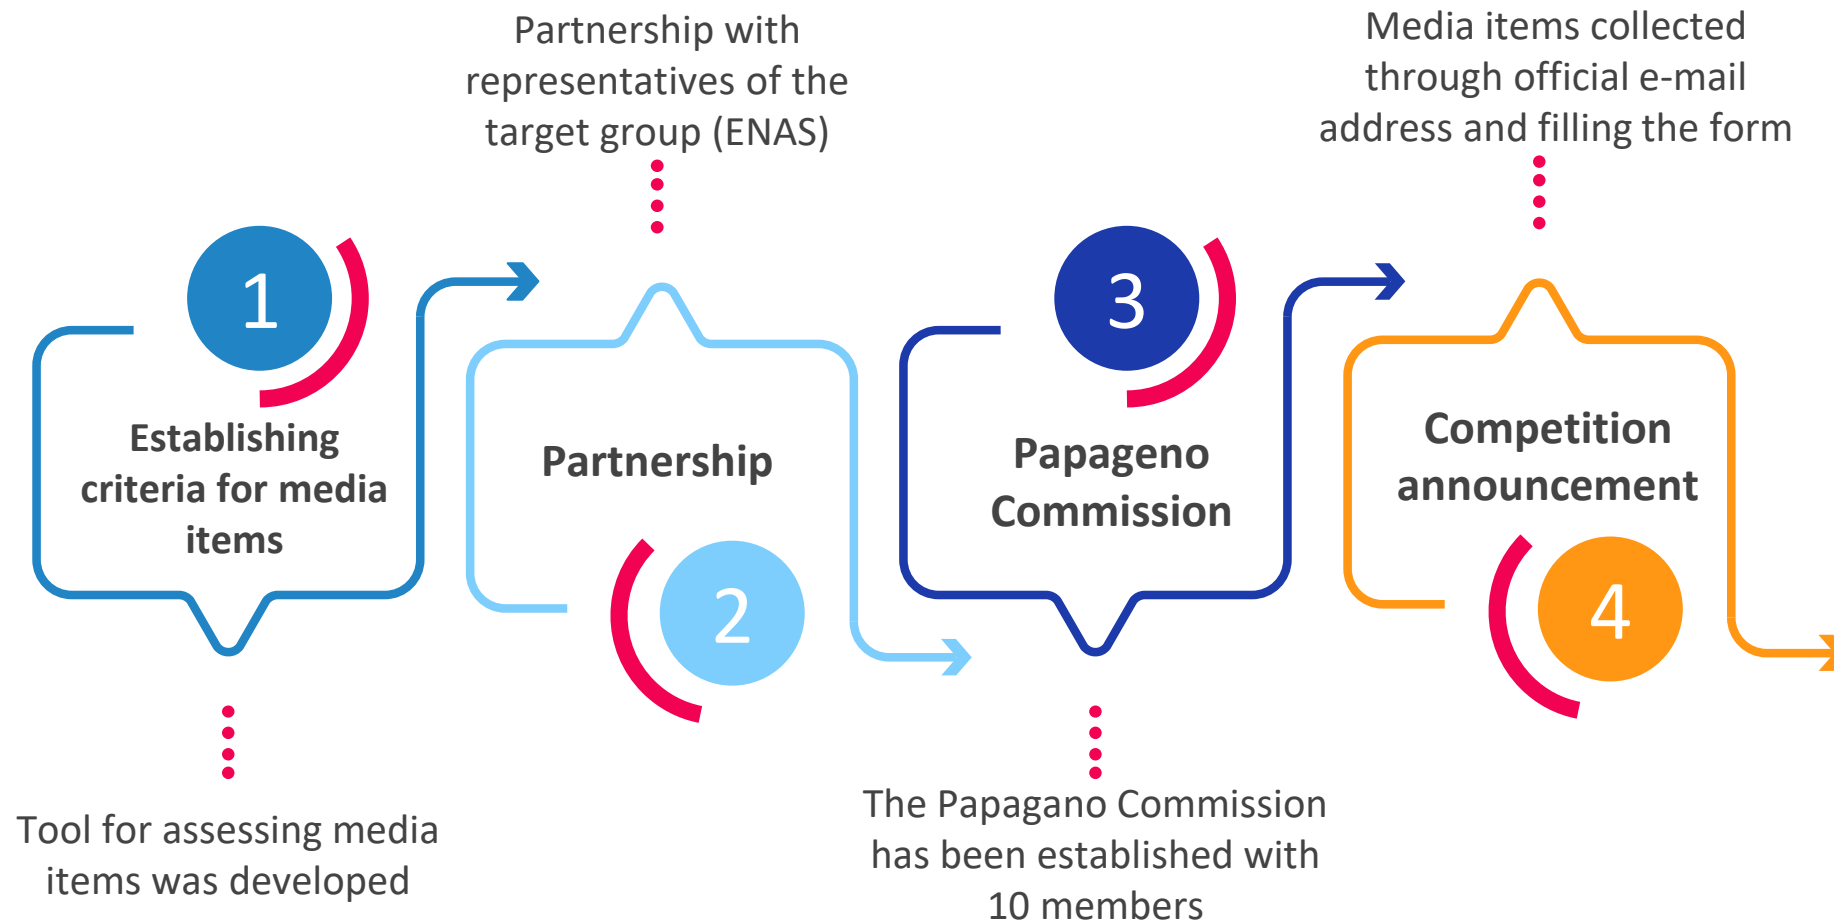 1
Establishing
criteria for media
items
Tool for assessing media
items was developed
Partnership with
representatives of the
target group (ENAS)
Partnership
2
3
Papageno
Commission
The Papagano Commission
has been established with
10 members
Media items collected
through official e-mail
address and filling the form
Competition
announcement
4